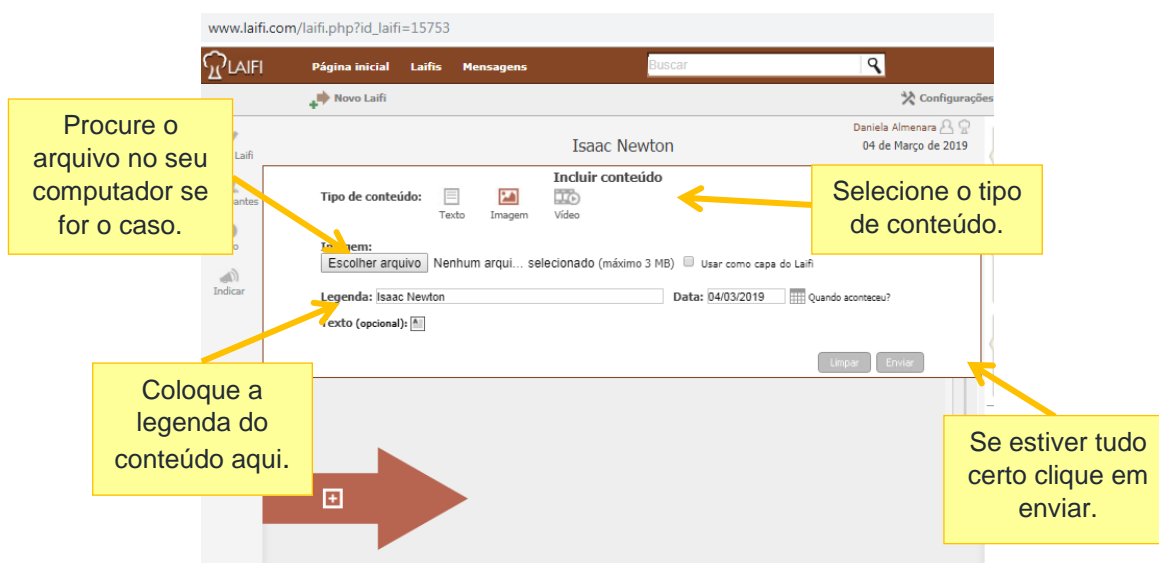 www.laifi.com/laifi.php?id_laifi=15753
LAIFI
Página inicial Laifis Mensagens
Buscar
Novo Laifi
Configurações
Daniela Almenara
04 de Março de 2019
Isaac Newton
Laifi
antes
o
Indicar
Procure o
arquivo no seu
computador se
for o caso.
Incluir conteúdo
Tipo de conteúdo:
Texto Imagem Vídeo
Selecione o tipo
de conteúdo.
Imagem:
Escolher arquivo Nenhum arqui... selecionado (máximo 3 MB) Usar como capa do Laifi
Legenda: Isaac Newton Data: 04/03/2019 Quando aconteceu?
Texto (opcional):
Limpar Enviar
Coloque a
legenda do
conteúdo aqui.
Se estiver tudo
certo clique em
enviar.